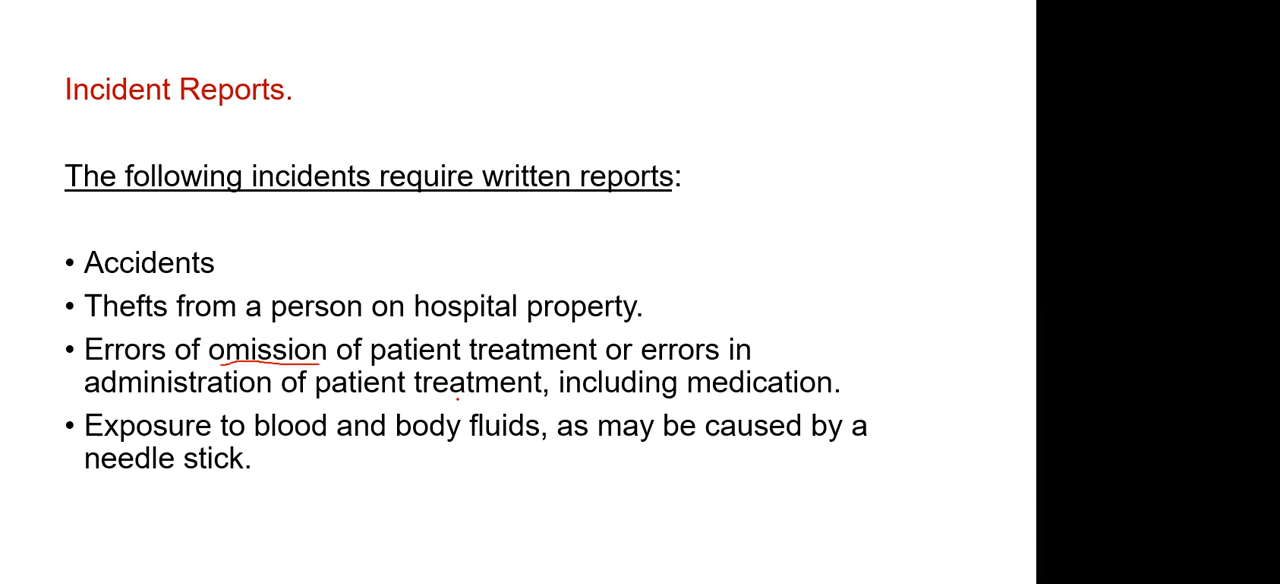 Incident Reports.
The following incidents require written reports:
• Accidents
• Thefts from a person on hospital property.
• Errors of omission of patient treatment or errors in
administration of patient treatment, including medication.
• Exposure to blood and body fluids, as may be caused by a
needle stick.